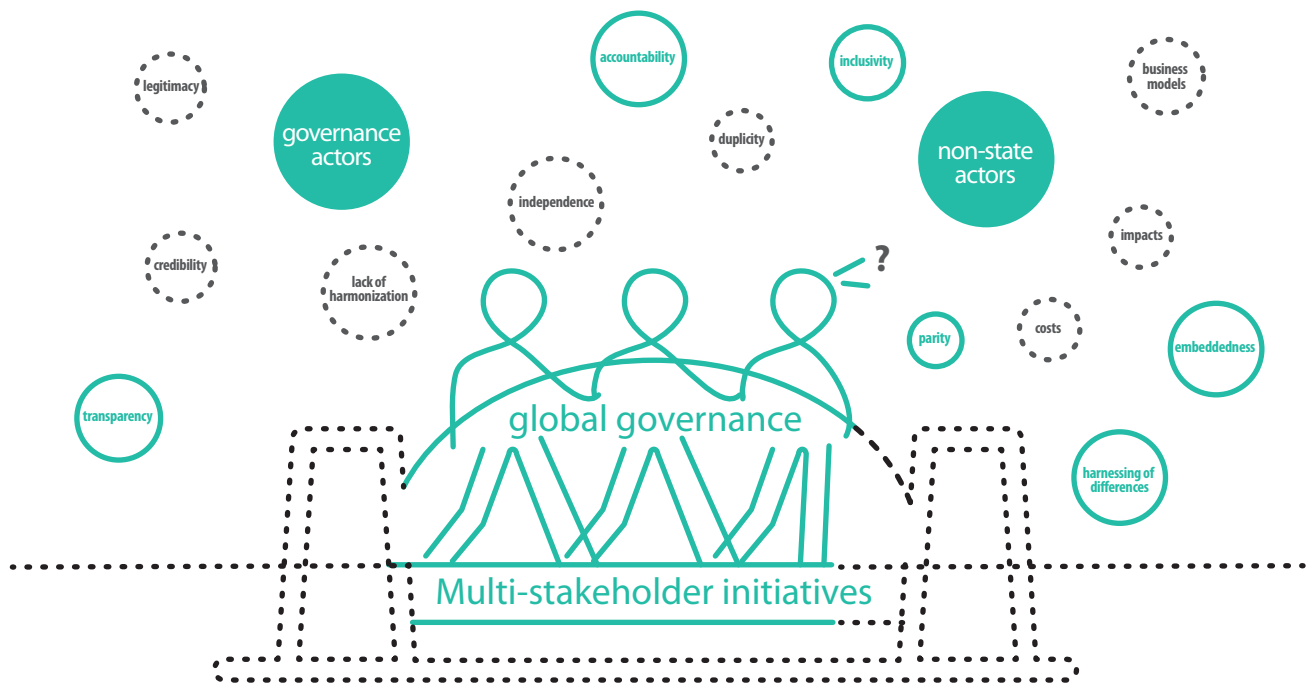 accountability
inclusivity
business
models
legitimacy
governance
actors
duplicity
non-state
actors
independence
impacts
credibility
lack of
harmonization
?
costs
parity
embeddedness
transparency
global governance
harnessing of
differences
Multi-stakeholder initiatives